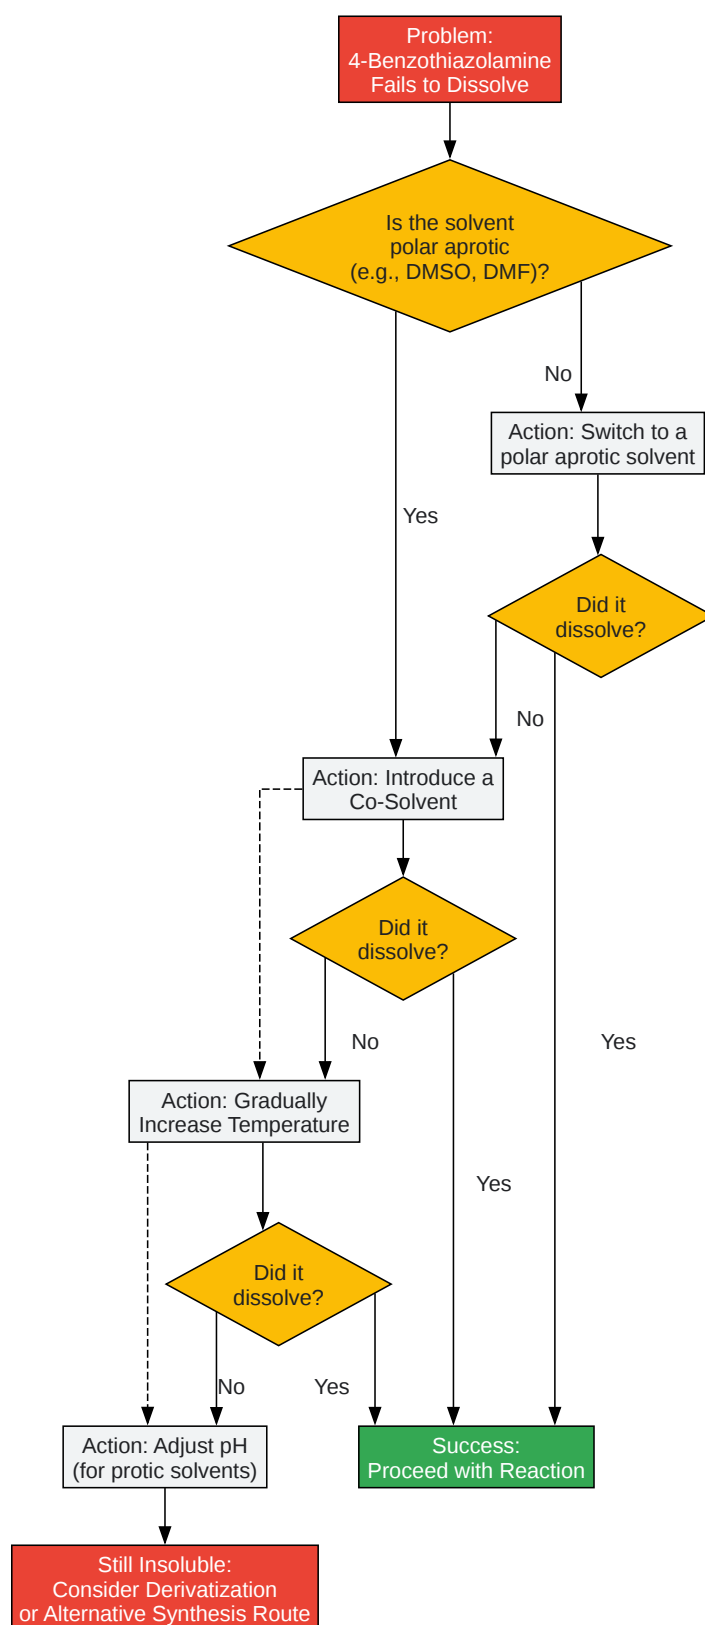 Problem:
4-Benzothiazolamine
Fails to Dissolve
Is the solvent
polar aprotic
(e.g., DMSO, DMF)?
No
Action: Switch to a
polar aprotic solvent
Yes
Did it
dissolve?
No
Action: Introduce a
Co-Solvent
Did it
dissolve?
No
Yes
Action: Gradually
Increase Temperature
Yes
Did it
dissolve?
No
Yes
Action: Adjust pH
(for protic solvents)
Success:
Proceed with Reaction
Still Insoluble:
Consider Derivatization
or Alternative Synthesis Route